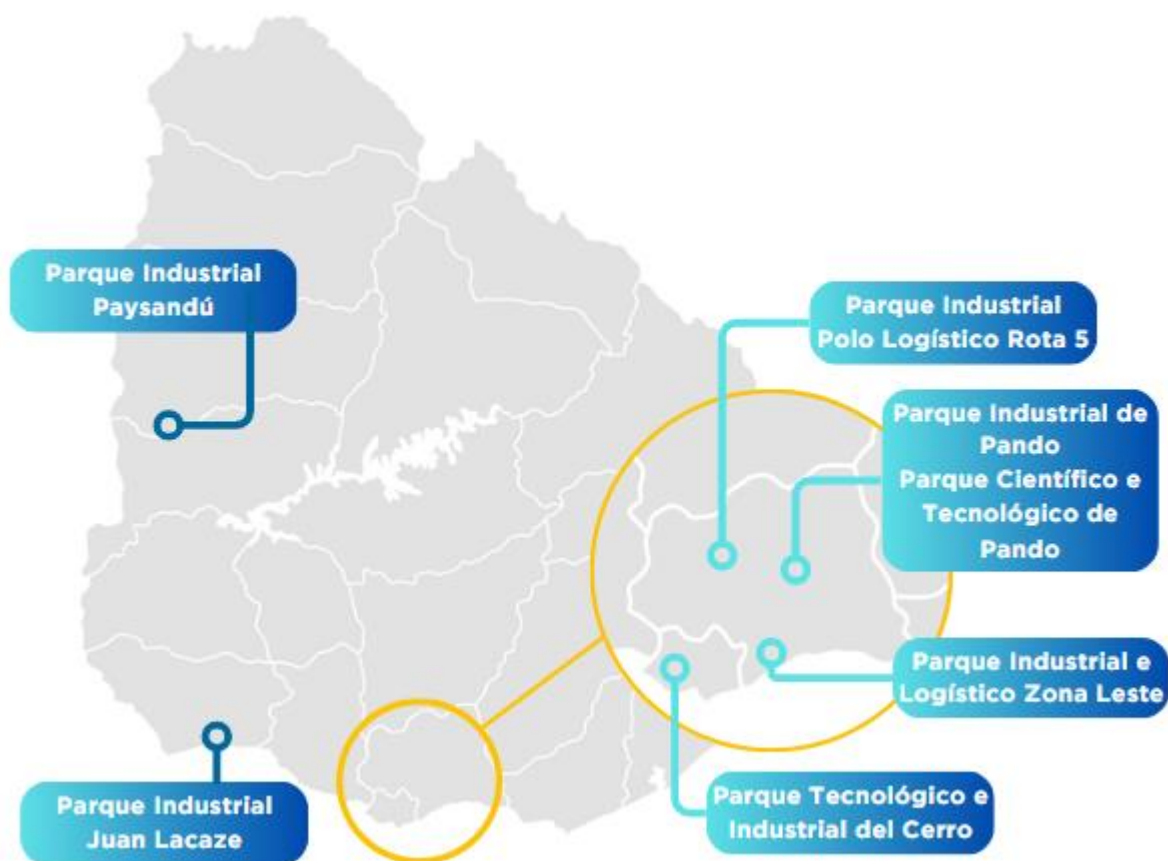 Parque Industrial
Paysandú
Parque Industrial
Polo Logístico Rota 5
Parque Industrial de
Pando
Parque Científico e
Tecnológico de
Pando
Parque Industrial e
Logístico Zona Leste
Parque Tecnológico e
Industrial del Cerro
Parque Industrial
Juan Lacaze